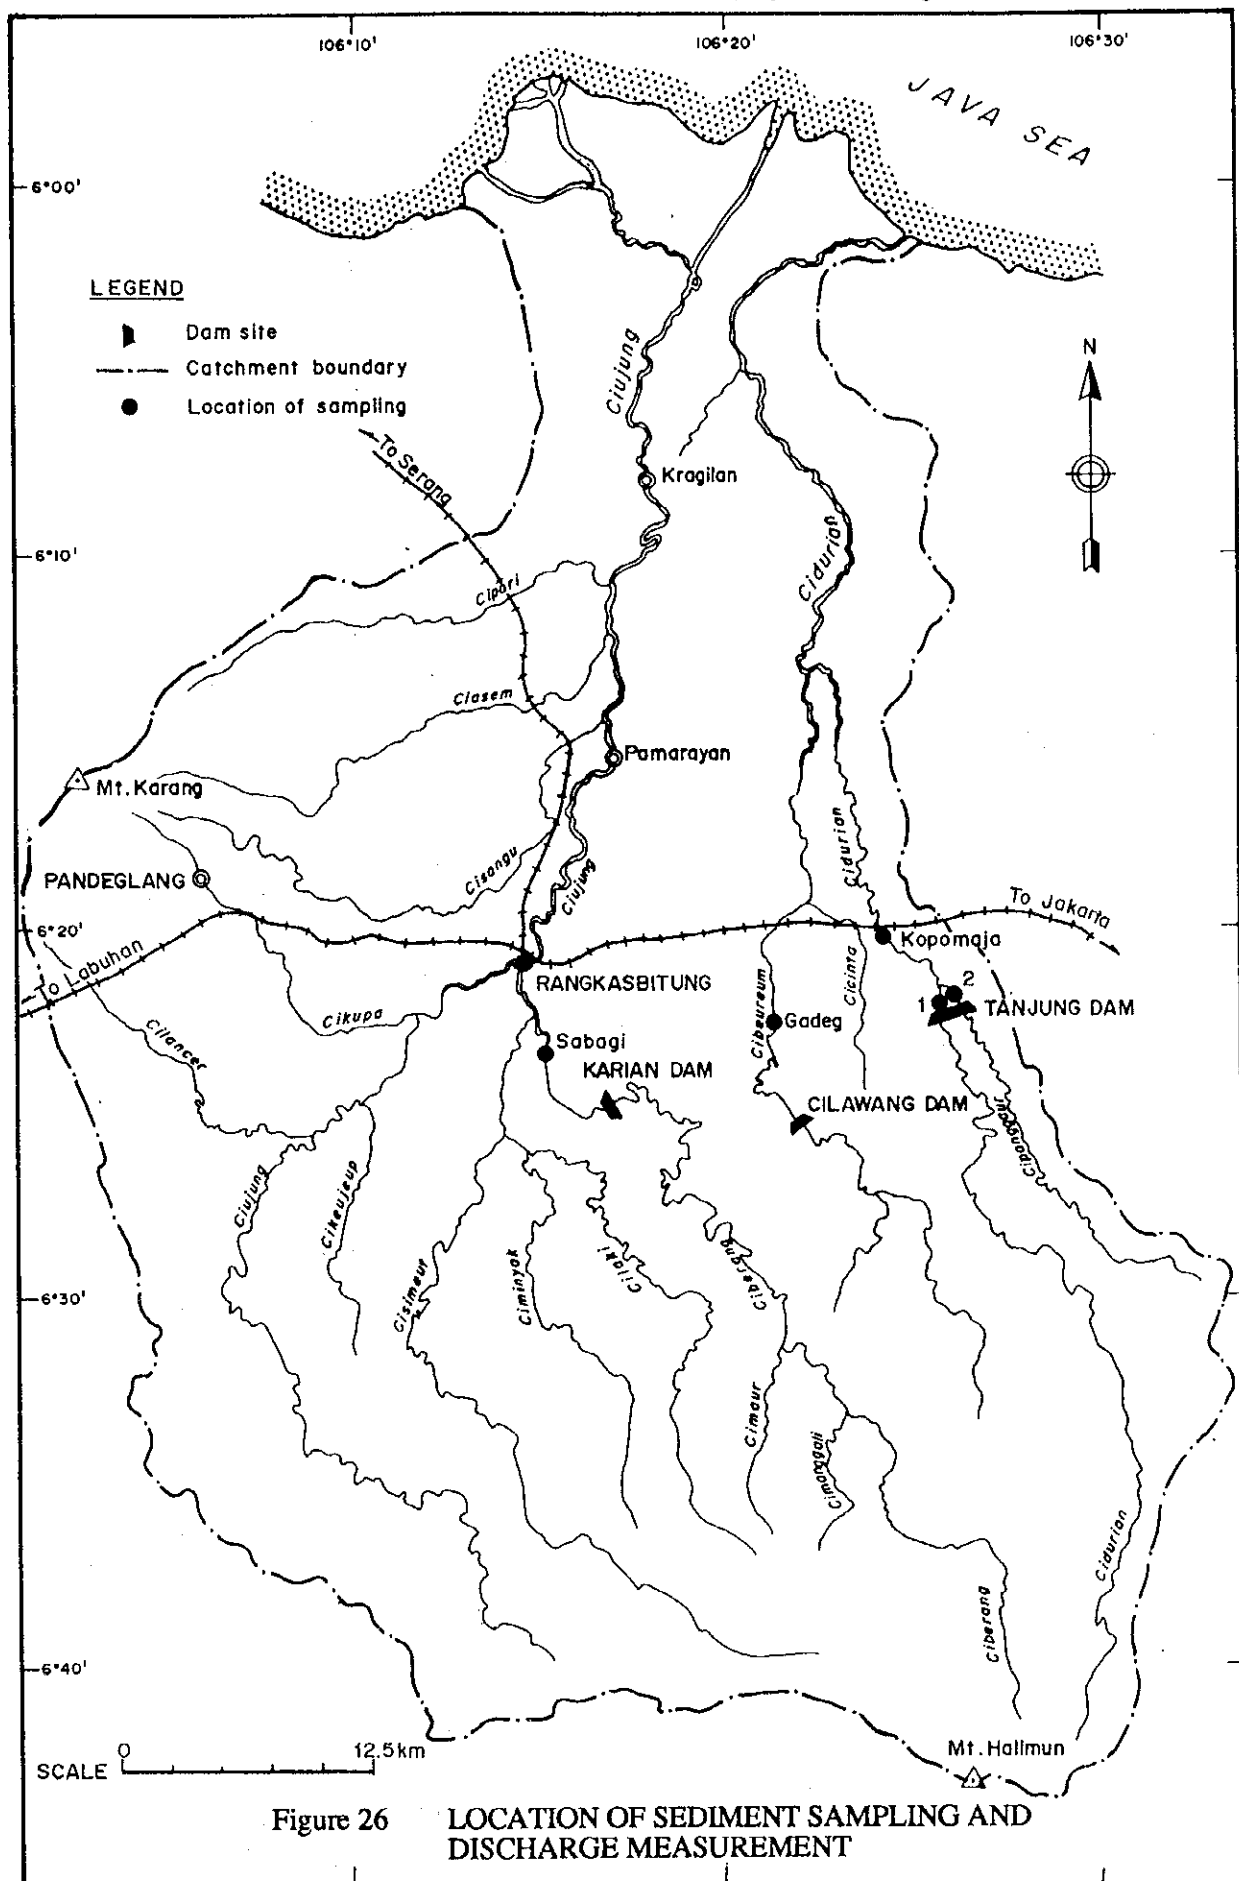 106°10'
106°20'
106°30'
JAVA SEA
6°00'
LEGEND
Dam site
Catchment boundary
Location of sampling
N
To Serang
Ciujung
Kragilan
Cidurian
6°10'
Cipari
Ciasem
Pamarayan
Mt. Karang
Cidurian
Cisangu
Ciujung
PANDEGLANG
To Jakarta
6°20'
To Labuhan
Kopomaja
RANGKASBITUNG
Cibeureum
Cicinta
2
1
TANJUNG DAM
Cikupa
Gadeg
Cilancer
Sabagi
KARIAN DAM
CILAWANG DAM
Ciujung
Cikeujeup
Cisimeut
Ciminyak
Cilaki
Ciberang
6°30'
Cimaur
Cimanggali
Cidurian
Ciberang
6°40'
Mt. Halimun
SCALE
0
12.5km
Figure 26 LOCATION OF SEDIMENT SAMPLING AND
DISCHARGE MEASUREMENT